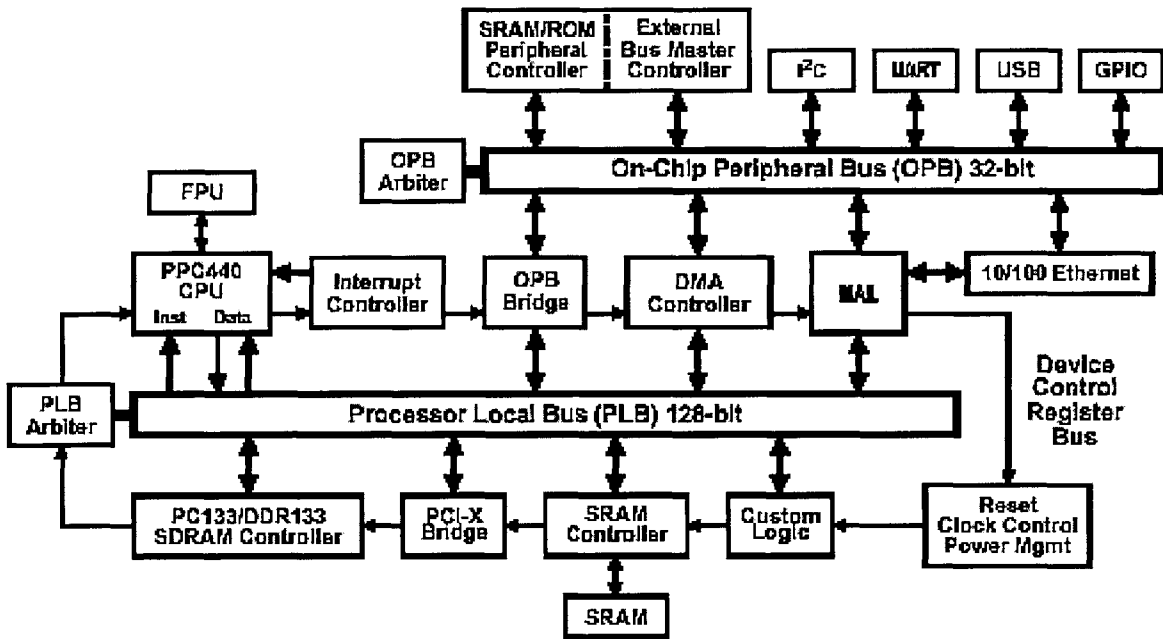 SRAM/ROM
Peripheral
Controller
External
Bus Master
Controller
I²C
UART
USB
GPIO
OPB
Arbiter
On-Chip Peripheral Bus (OPB) 32-bit
FPU
PPC440
CPU
Inst Data
Interrupt
Controller
OPB
Bridge
DMA
Controller
MAL
10/100 Ethernet
PLB
Arbiter
Processor Local Bus (PLB) 128-bit
Device
Control
Register
Bus
PC133/DDR133
SDRAM Controller
PCI-X
Bridge
SRAM
Controller
Custom
Logic
Reset
Clock Control
Power Mgmt
SRAM